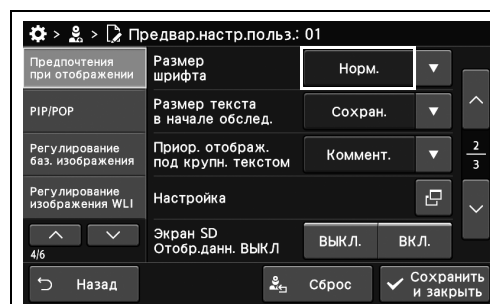 > > Предвар.настр.польз.: 01
Предпочтения
при отображении
Размер
шрифта
Норм.
PIP/POP
Размер текста
в начале обслед.
Сохран.
Регулирование
баз. изображения
Приор. отображ.
под крупн. текстом
Коммент.
2
3
Регулирование
изображения WLI
Настройка
4/6
Экран SD
Отобр.данн. ВЫКЛ
ВЫКЛ.
ВКЛ.
Назад
Сброс
Сохранить
и закрыть